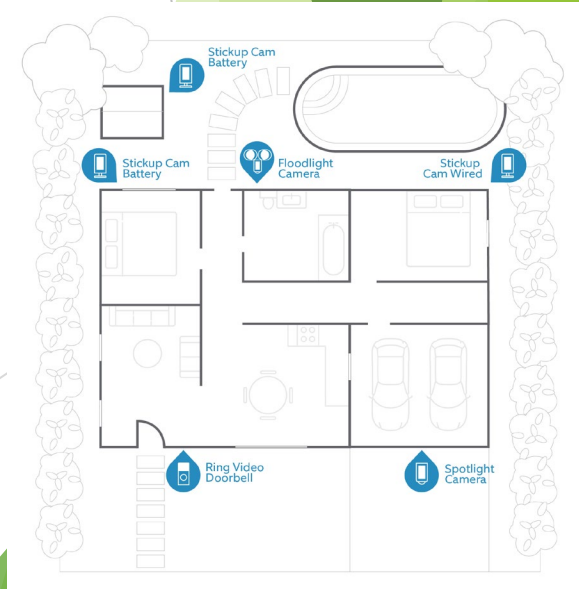 Stickup Cam
Battery
Stickup Cam
Battery
Floodlight
Camera
Stickup
Cam Wired
Ring Video
Doorbell
Spotlight
Camera